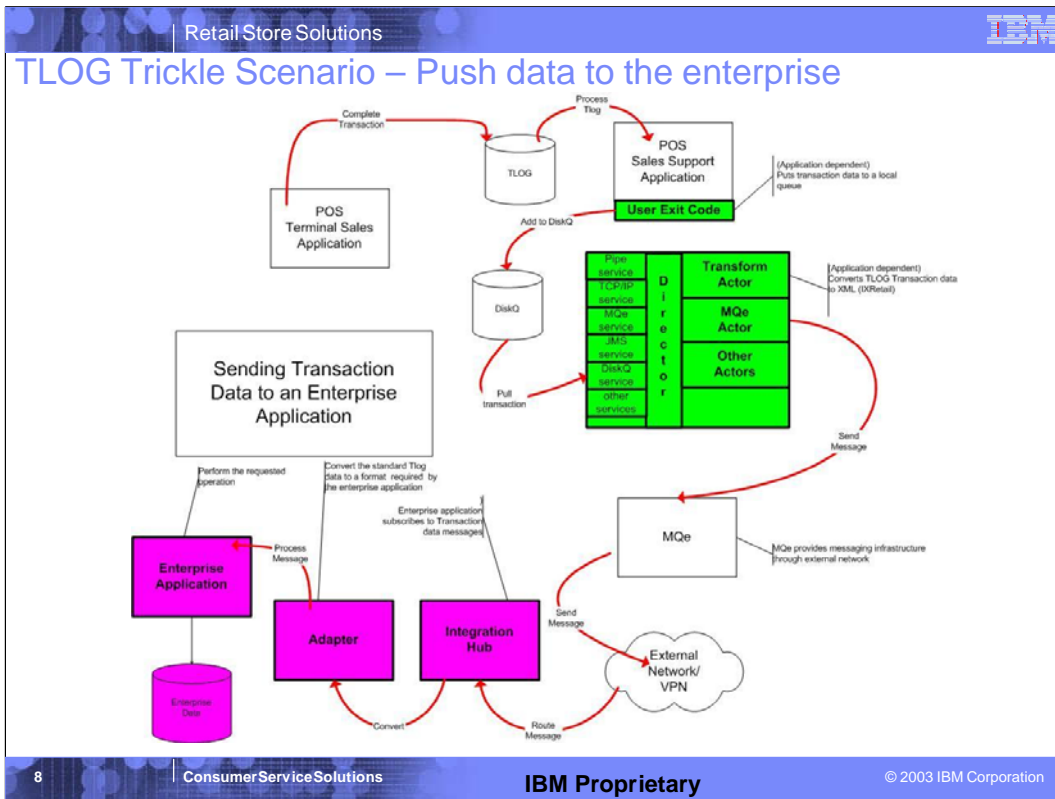 Retail Store Solutions
IBM
TLOG Trickle Scenario – Push data to the enterprise
Complete
Transaction
Process
Tlog
TLOG
POS
Sales Support
Application
User Exit Code
(Application dependent)
Puts transaction data to a local
queue
POS
Terminal Sales
Application
Add to DiskQ
DiskQ
Pipe
service
TCP/IP
service
MQe
service
JMS
service
DiskQ
service
other
services
Director
Transform
Actor
MQe
Actor
Other
Actors
(Application dependent)
Converts TLOG Transaction data
to XML (IXRetail)
Pull
transaction
Send
Message
Sending Transaction
Data to an Enterprise
Application
Perform the requested
operation
Convert the standard Tlog
data to a format required by
the enterprise application
Enterprise application
subscribes to Transaction
data messages
MQe
MQe provides messaging infrastructure
through external network
Process
Message
Enterprise
Application
Adapter
Integration
Hub
Send
Message
External
Network/
VPN
Enterprise
Data
Convert
Route
Message
8
ConsumerServiceSolutions
IBM Proprietary
© 2003 IBM Corporation